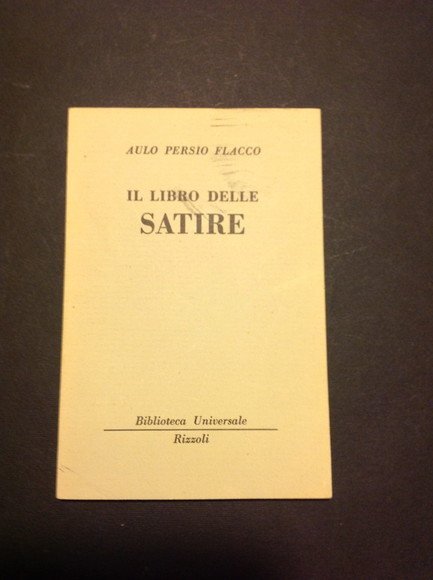 AULO PERSIO FLACCO
IL LIBRO DELLE
SATIRE
Biblioteca Universale
Rizzoli